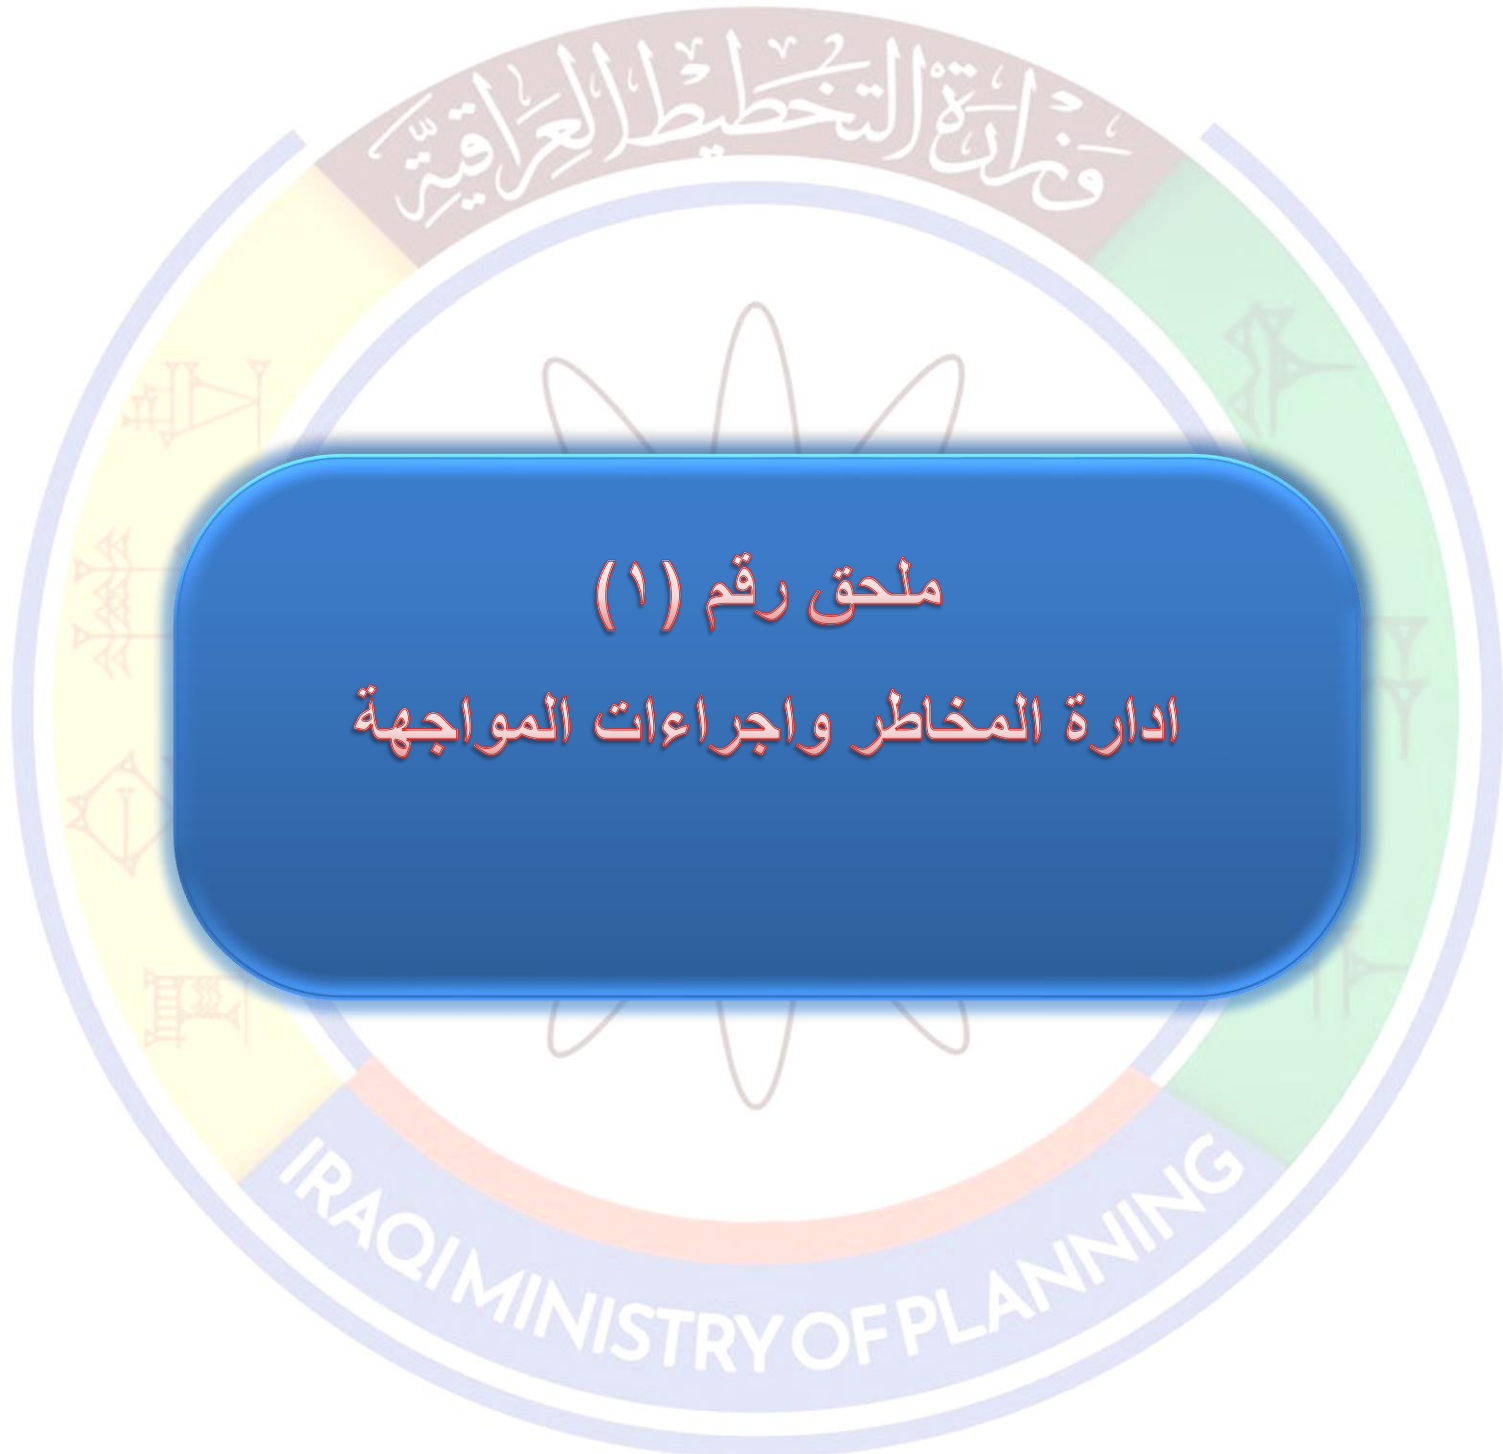 وزارة التخطيط العراقية
ملحق رقم (١)
ادارة المخاطر واجراءات المواجهة
IRAQI MINISTRY OF PLANNING